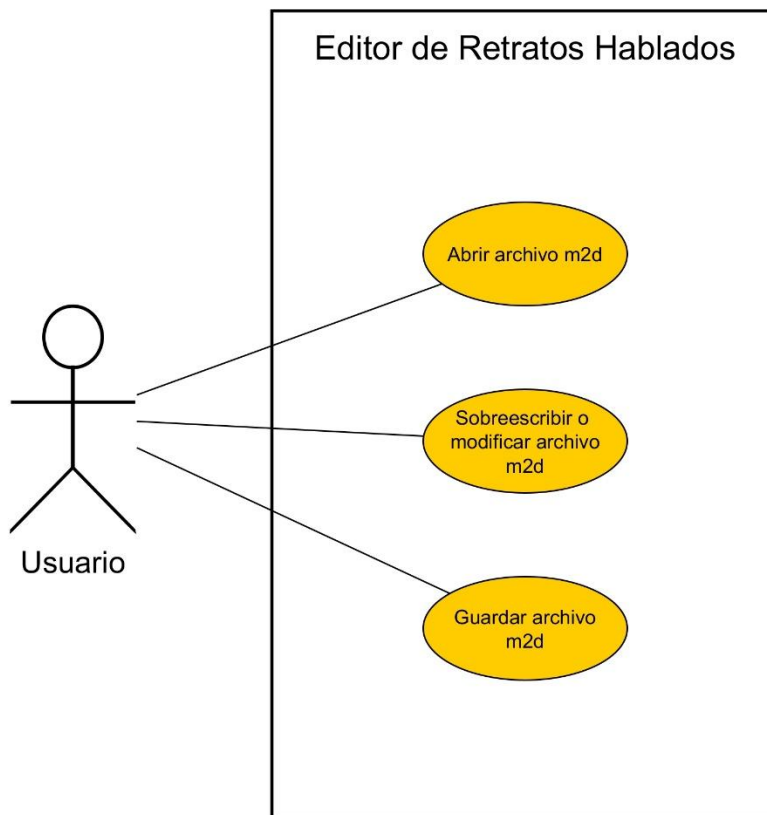 Editor de Retratos Hablados
Abrir archivo m2d
Sobreescribir o
modificar archivo
m2d
Usuario
Guardar archivo
m2d